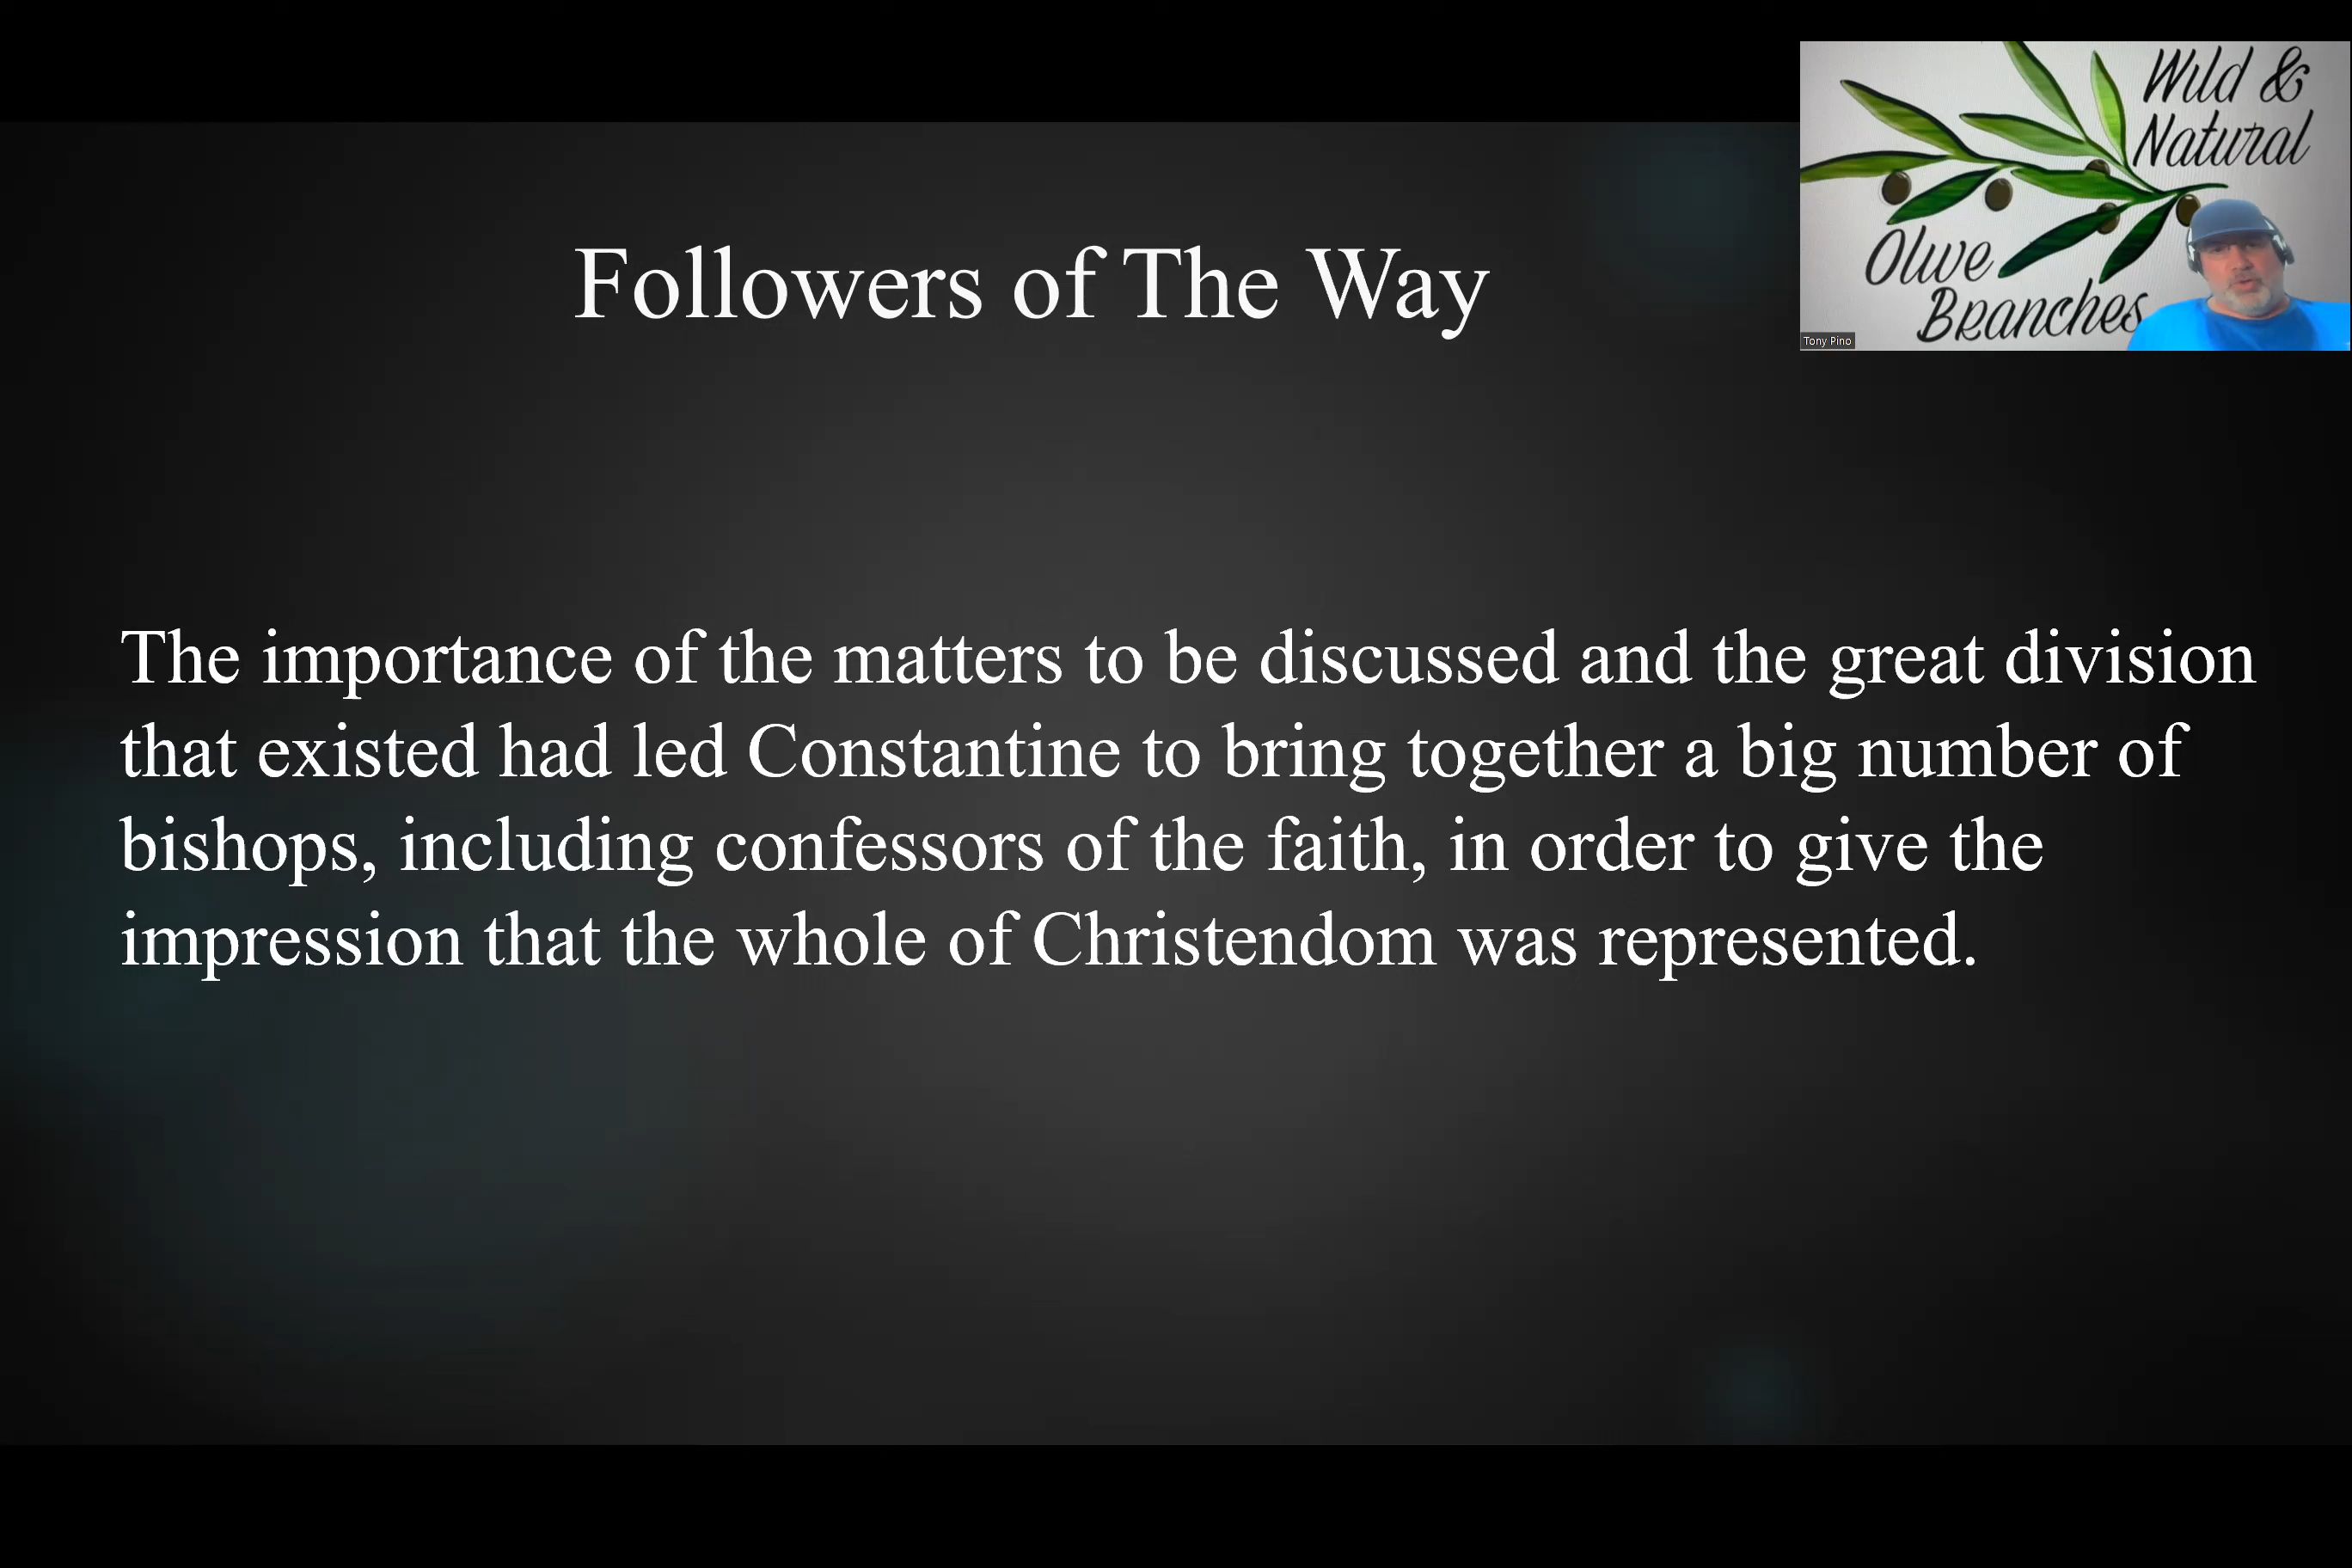 Followers of The Way
The importance of the matters to be discussed and the great division
that existed had led Constantine to bring together a big number of
bishops, including confessors of the faith, in order to give the
impression that the whole of Christendom was represented.
Wild &
Natural
Olive
Branches
Tony Pino